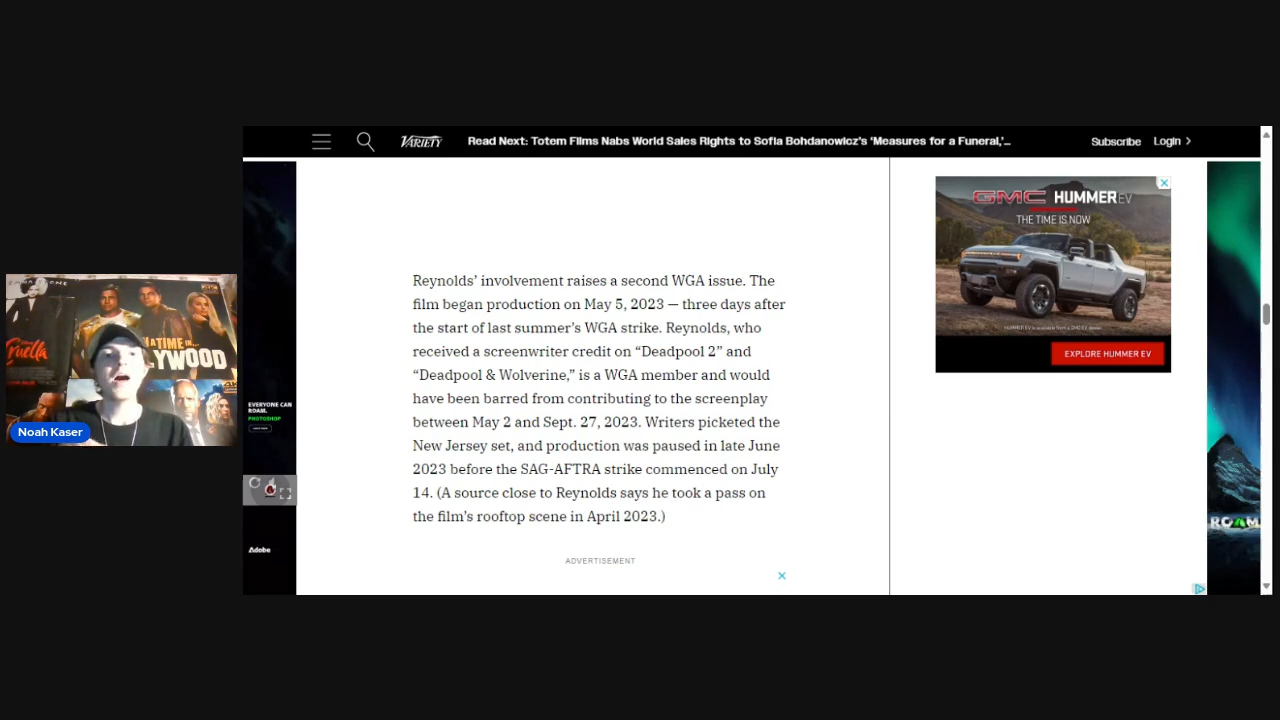 VARIETY
Read Next: Totem Films Nabs World Sales Rights to Sofia Bohdanowicz's 'Measures for a Funeral,'...
Subscribe
Login
Reynolds' involvement raises a second WGA issue. The
film began production on May 5, 2023 — three days after
the start of last summer's WGA strike. Reynolds, who
received a screenwriter credit on “Deadpool 2” and
“Deadpool & Wolverine,” is a WGA member and would
have been barred from contributing to the screenplay
between May 2 and Sept. 27, 2023. Writers picketed the
New Jersey set, and production was paused in late June
2023 before the SAG-AFTRA strike commenced on July
14. (A source close to Reynolds says he took a pass on
the film's rooftop scene in April 2023.)
ADVERTISEMENT
GMC HUMMER EV
THE TIME IS NOW
EXPLORE HUMMER EV
EVERYONE CAN
ROAM.
PHOTOSHOP
Adobe
ROAM
Cruella
A TIME IN...
LYWOOD
Noah Kaser